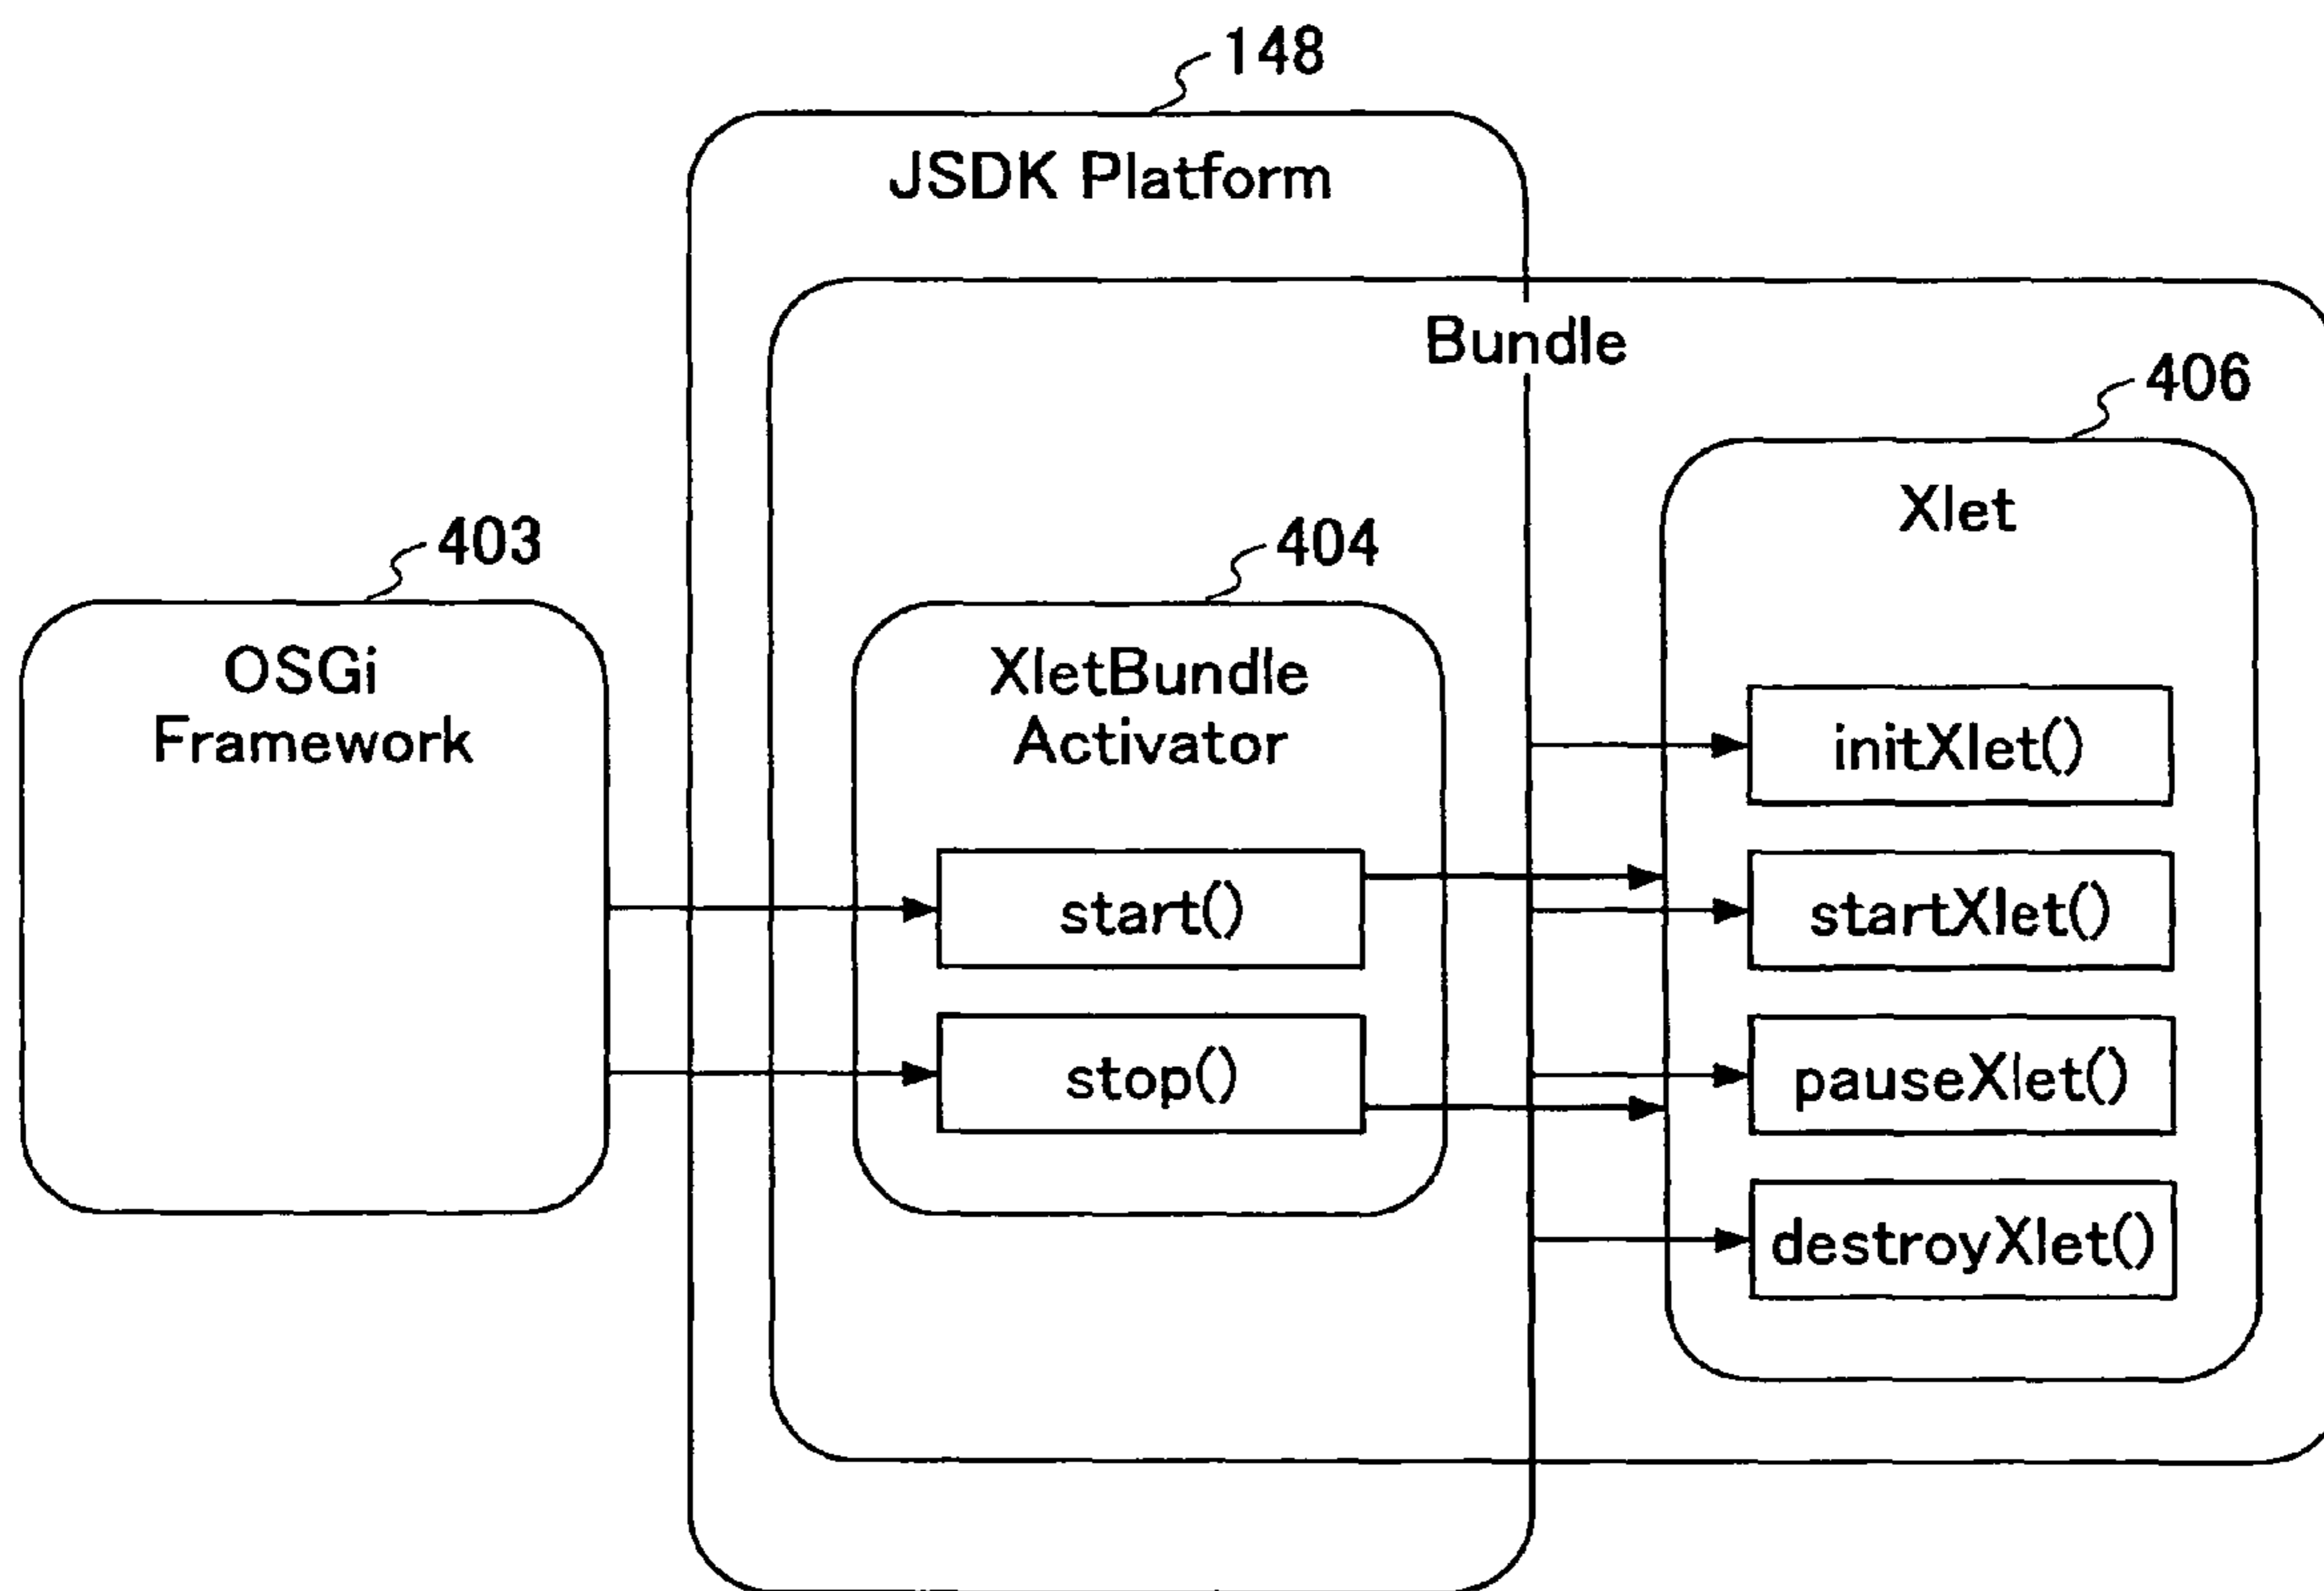 148
JSDK Platform
Bundle
406
Xlet
403
404
OSGi
Framework
XletBundle
Activator
initXlet()
start()
startXlet()
stop()
pauseXlet()
destroyXlet()